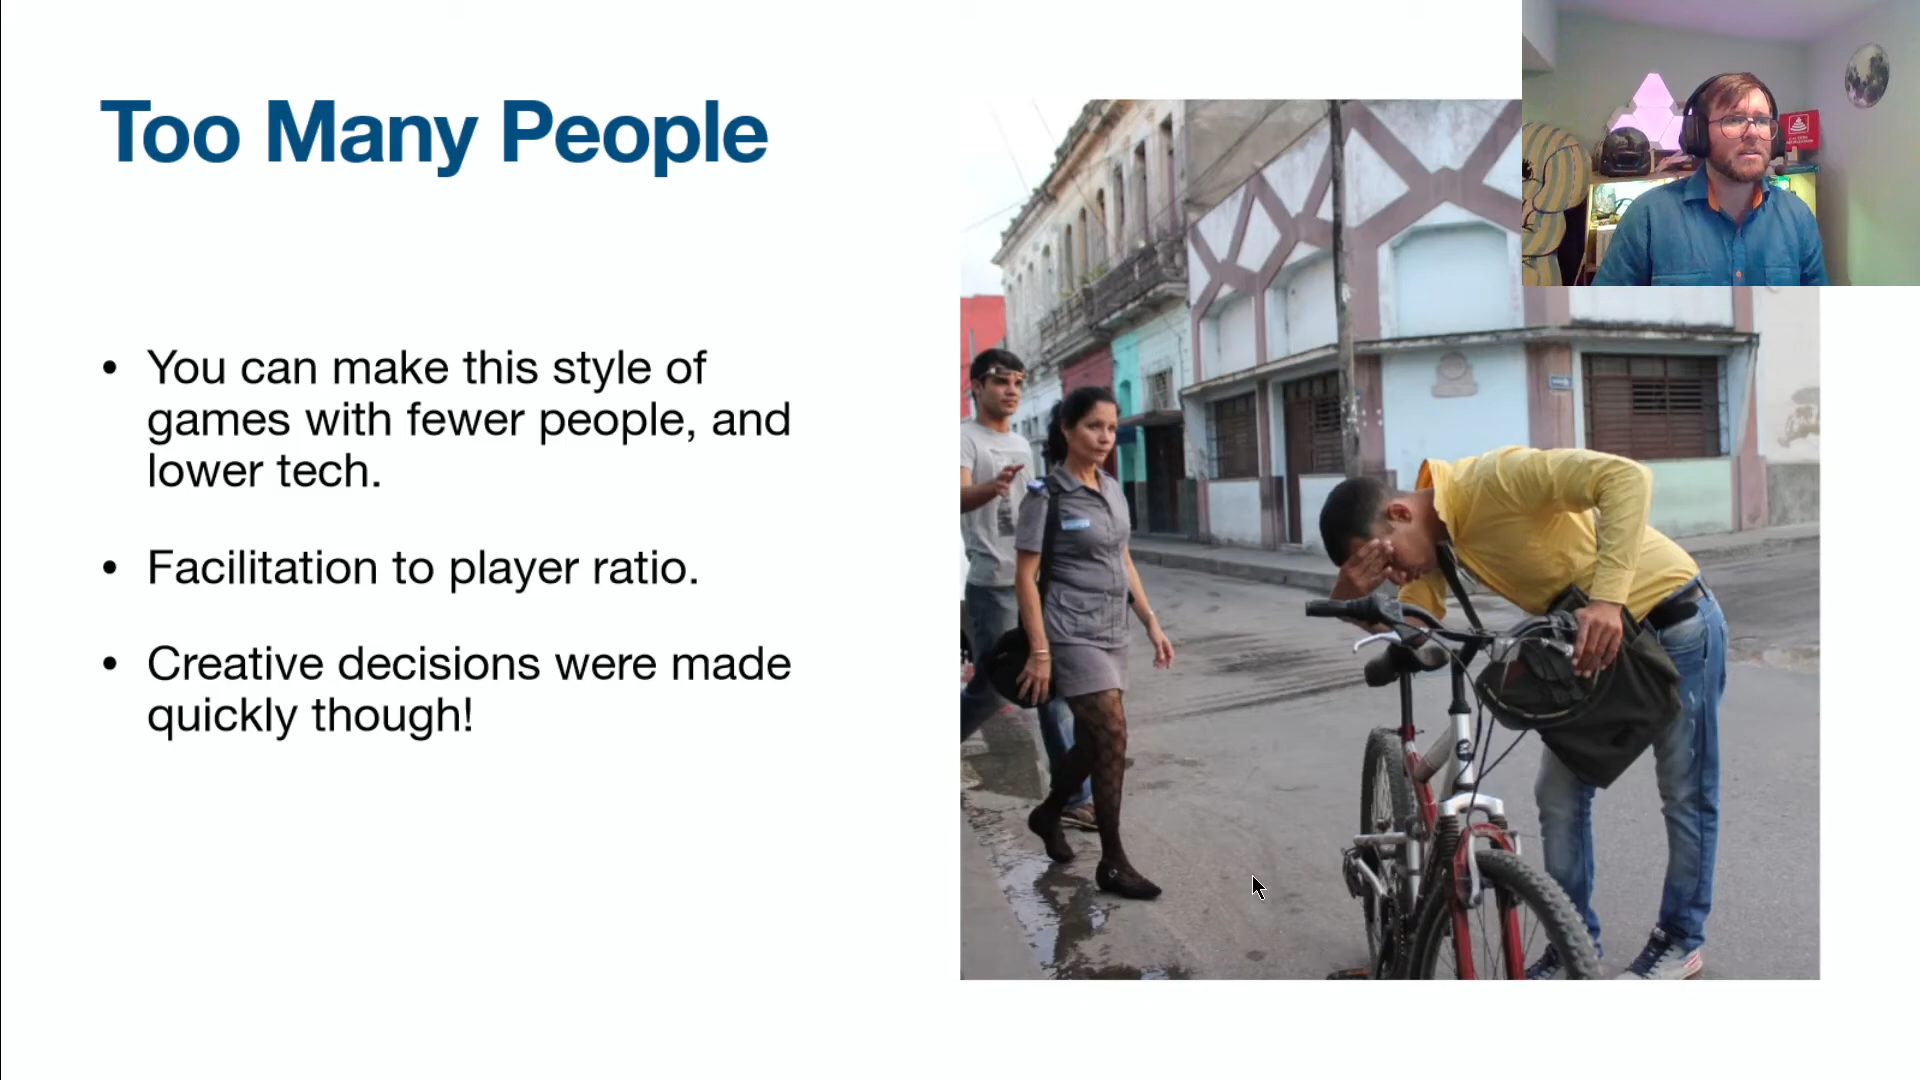 Too Many People
• You can make this style of
games with fewer people, and
lower tech.
• Facilitation to player ratio.
• Creative decisions were made
quickly though!